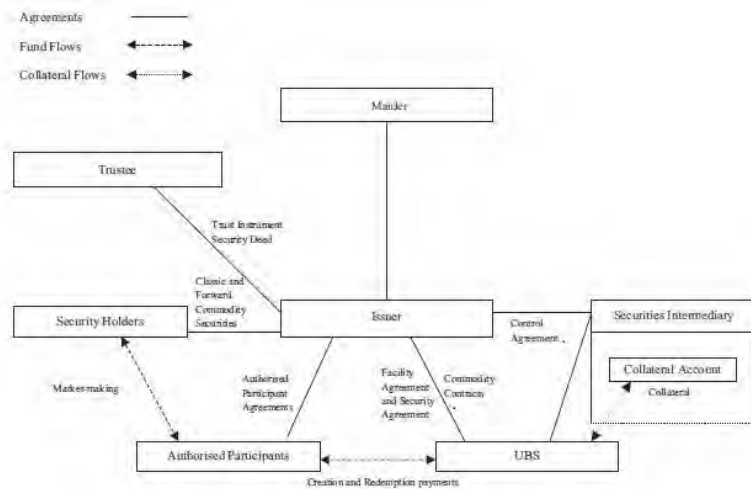 Agreements
Fund Flows
Collateral Flows
Trustee
Trust Instrument
Security Deed
Classic and
Forward
Commodity
Securities
Security Holders
Issuer
Control
Agreement
Securities Intermediary
Collateral Account
Collateral
Market-making
Authorised
Participant
Agreements
Facility
Agreement
and Security
Agreement
Commodity
Contracts
Authorised Participants
UBS
Creation and Redemption payments